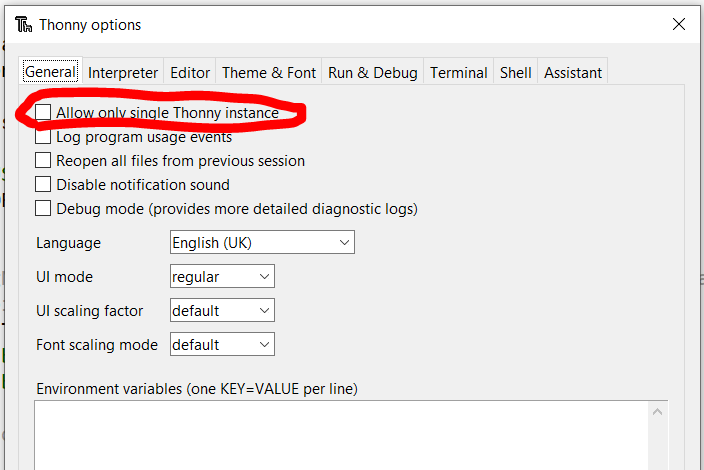 Thonny options
General Interpreter Editor Theme & Font Run & Debug Terminal Shell Assistant
Allow only single Thonny instance
Log program usage events
Reopen all files from previous session
Disable notification sound
Debug mode (provides more detailed diagnostic logs)
Language English (UK)
UI mode regular
UI scaling factor default
Font scaling mode default
Environment variables (one KEY=VALUE per line)